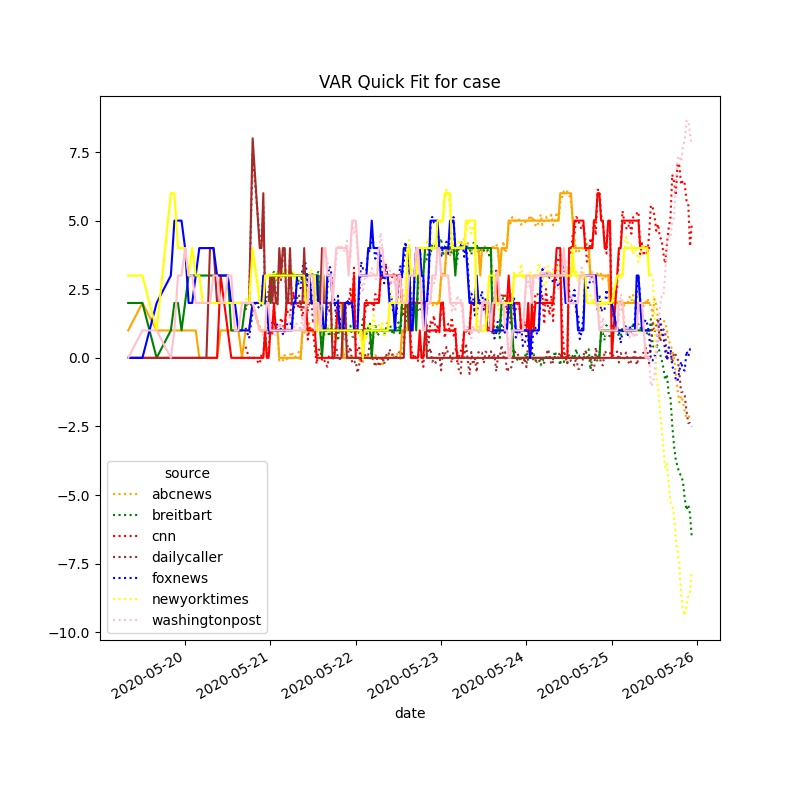 VAR Quick Fit for case
7.5
5.0
2.5
0.0
−2.5
−5.0
−7.5
−10.0
source
abcnews
breitbart
cnn
dailycaller
foxnews
newyorktimes
washingtonpost
2020-05-20
2020-05-21
2020-05-22
2020-05-23
2020-05-24
2020-05-25
2020-05-26
date